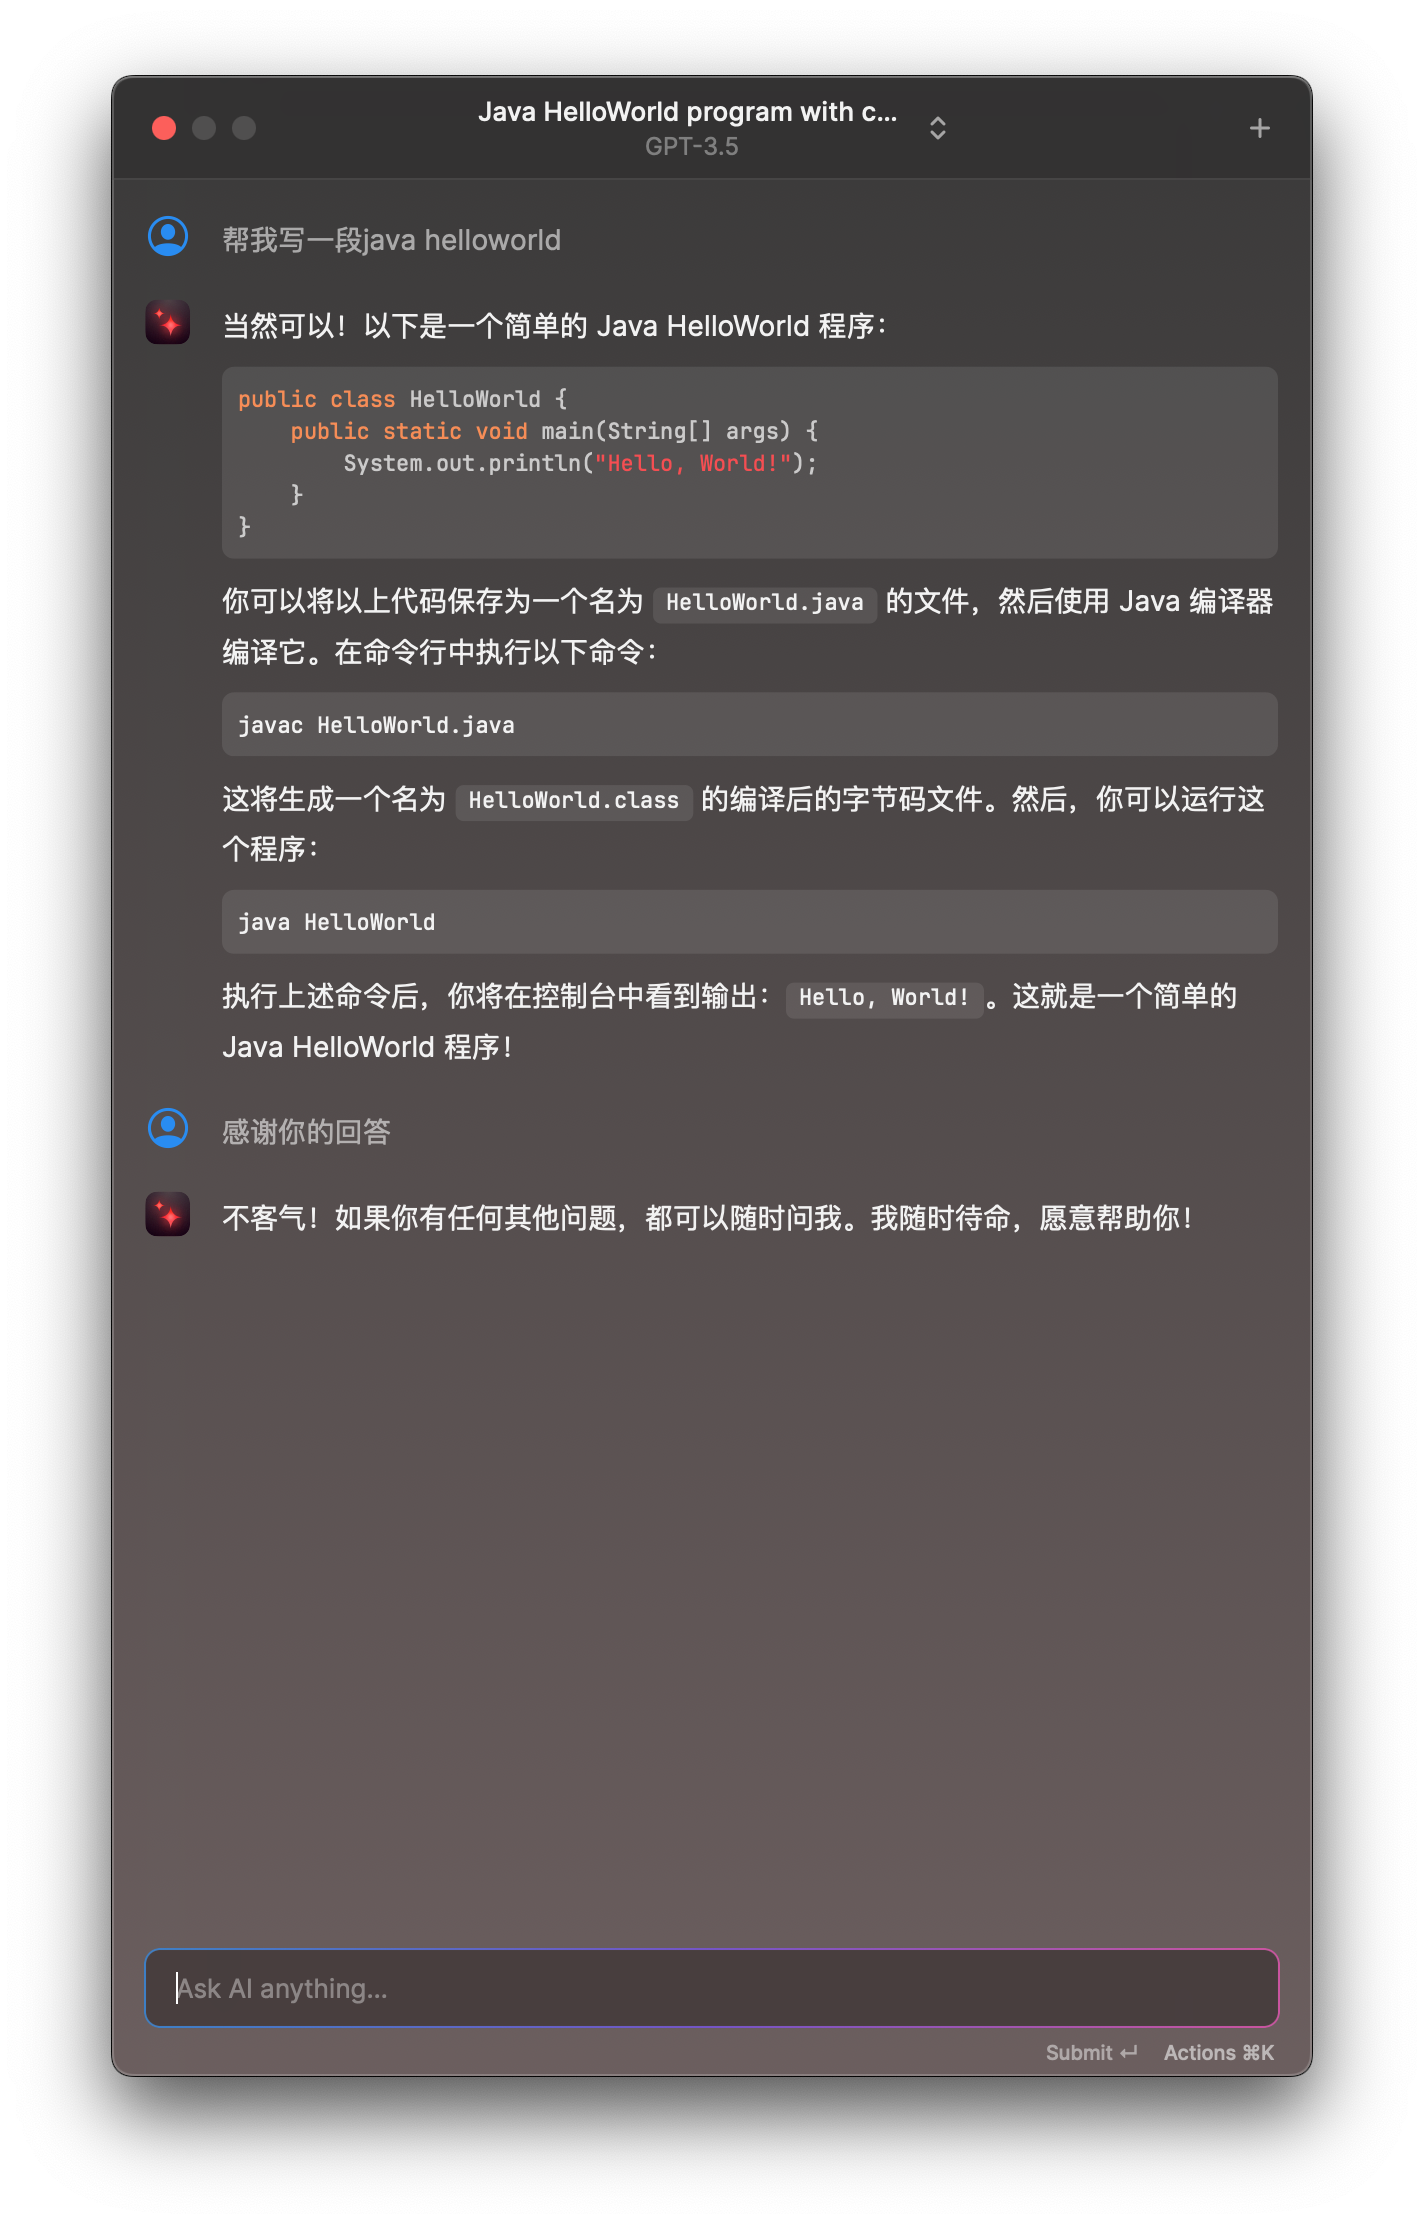 Java HelloWorld program with c...
GPT-3.5
帮我写一段java helloworld
当然可以！以下是一个简单的 Java HelloWorld 程序：
public class HelloWorld {
    public static void main(String[] args) {
        System.out.println("Hello, World!");
    }
}
你可以将以上代码保存为一个名为 HelloWorld.java 的文件，然后使用 Java 编译器
编译它。在命令行中执行以下命令：
javac HelloWorld.java
这将生成一个名为 HelloWorld.class 的编译后的字节码文件。然后，你可以运行这
个程序：
java HelloWorld
执行上述命令后，你将在控制台中看到输出： Hello, World! 。这就是一个简单的
Java HelloWorld 程序！
感谢你的回答
不客气！如果你有任何其他问题，都可以随时问我。我随时待命，愿意帮助你！
Ask AI anything...
Submit ↵ Actions ⌘K